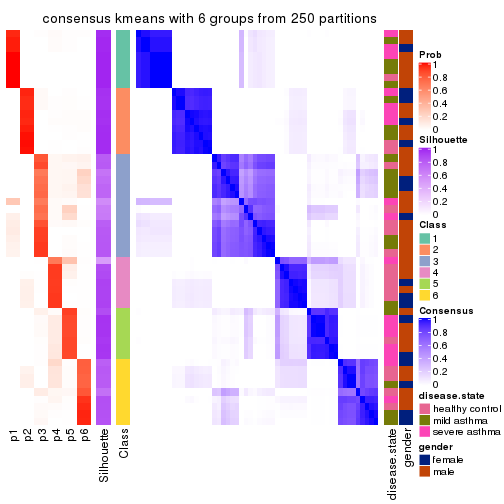 consensus kmeans with 6 groups from 250 partitions
Prob
1
0.8
0.6
0.4
0.2
0
Silhouette
1
0.8
0.6
0.4
0.2
0
Class
1
2
3
4
5
6
Consensus
1
0.8
0.6
0.4
0.2
0
disease.state
healthy control
mild asthma
severe asthma
gender
female
male
p1
p2
p3
p4
p5
p6
Silhouette
Class
disease.state
gender